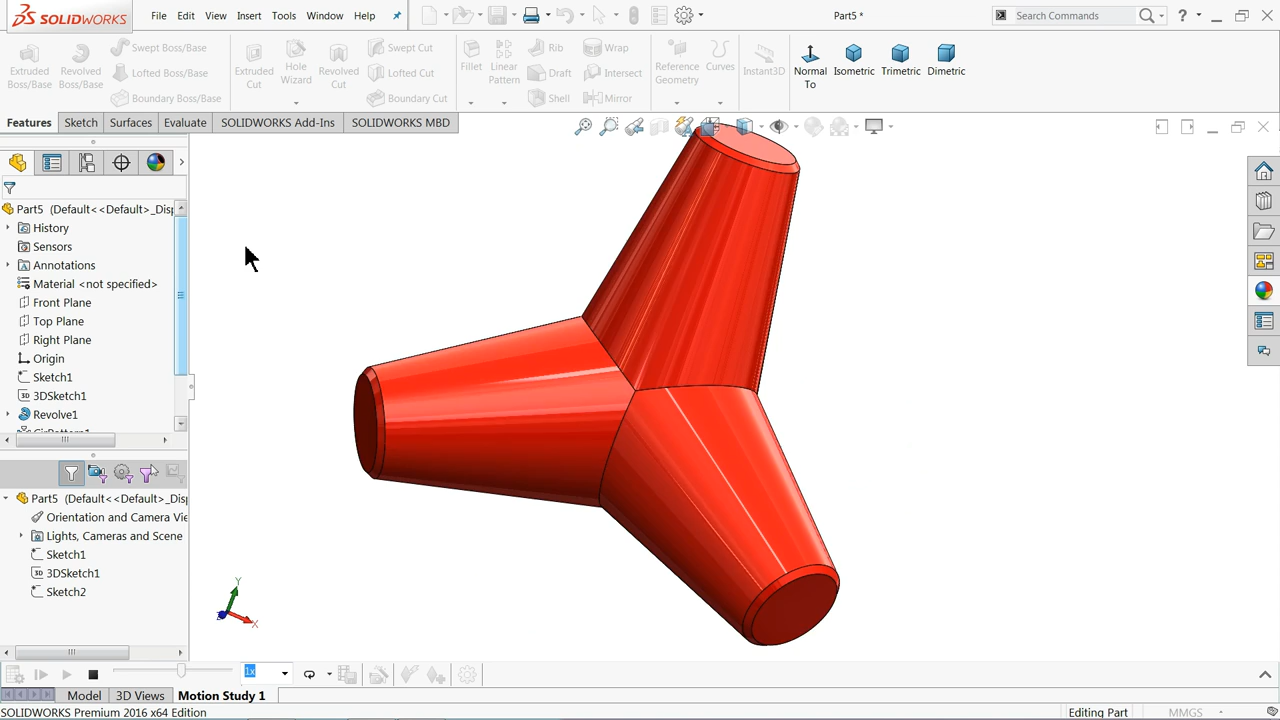 SOLIDWORKS File Edit View Insert Tools Window Help Part5 * Search Commands ?
Extruded Boss/Base Revolved Boss/Base Swept Boss/Base Lofted Boss/Base Boundary Boss/Base Extruded Cut Hole Wizard Revolved Cut Swept Cut Lofted Cut Boundary Cut Fillet Linear Pattern Rib Draft Shell Wrap Intersect Mirror Reference Geometry Curves Instant3D Normal To Isometric Trimetric Dimetric
Features Sketch Surfaces Evaluate SOLIDWORKS Add-Ins SOLIDWORKS MBD
Part5 (Default<<Default>_Disp
History
Sensors
Annotations
Material <not specified>
Front Plane
Top Plane
Right Plane
Origin
Sketch1
3DSketch1
Revolve1
Part5 (Default<<Default>_Disp
Orientation and Camera Vie
Lights, Cameras and Scene
Sketch1
3DSketch1
Sketch2
Y
X
Z
1x
Model 3D Views Motion Study 1
SOLIDWORKS Premium 2016 x64 Edition Editing Part MMGS